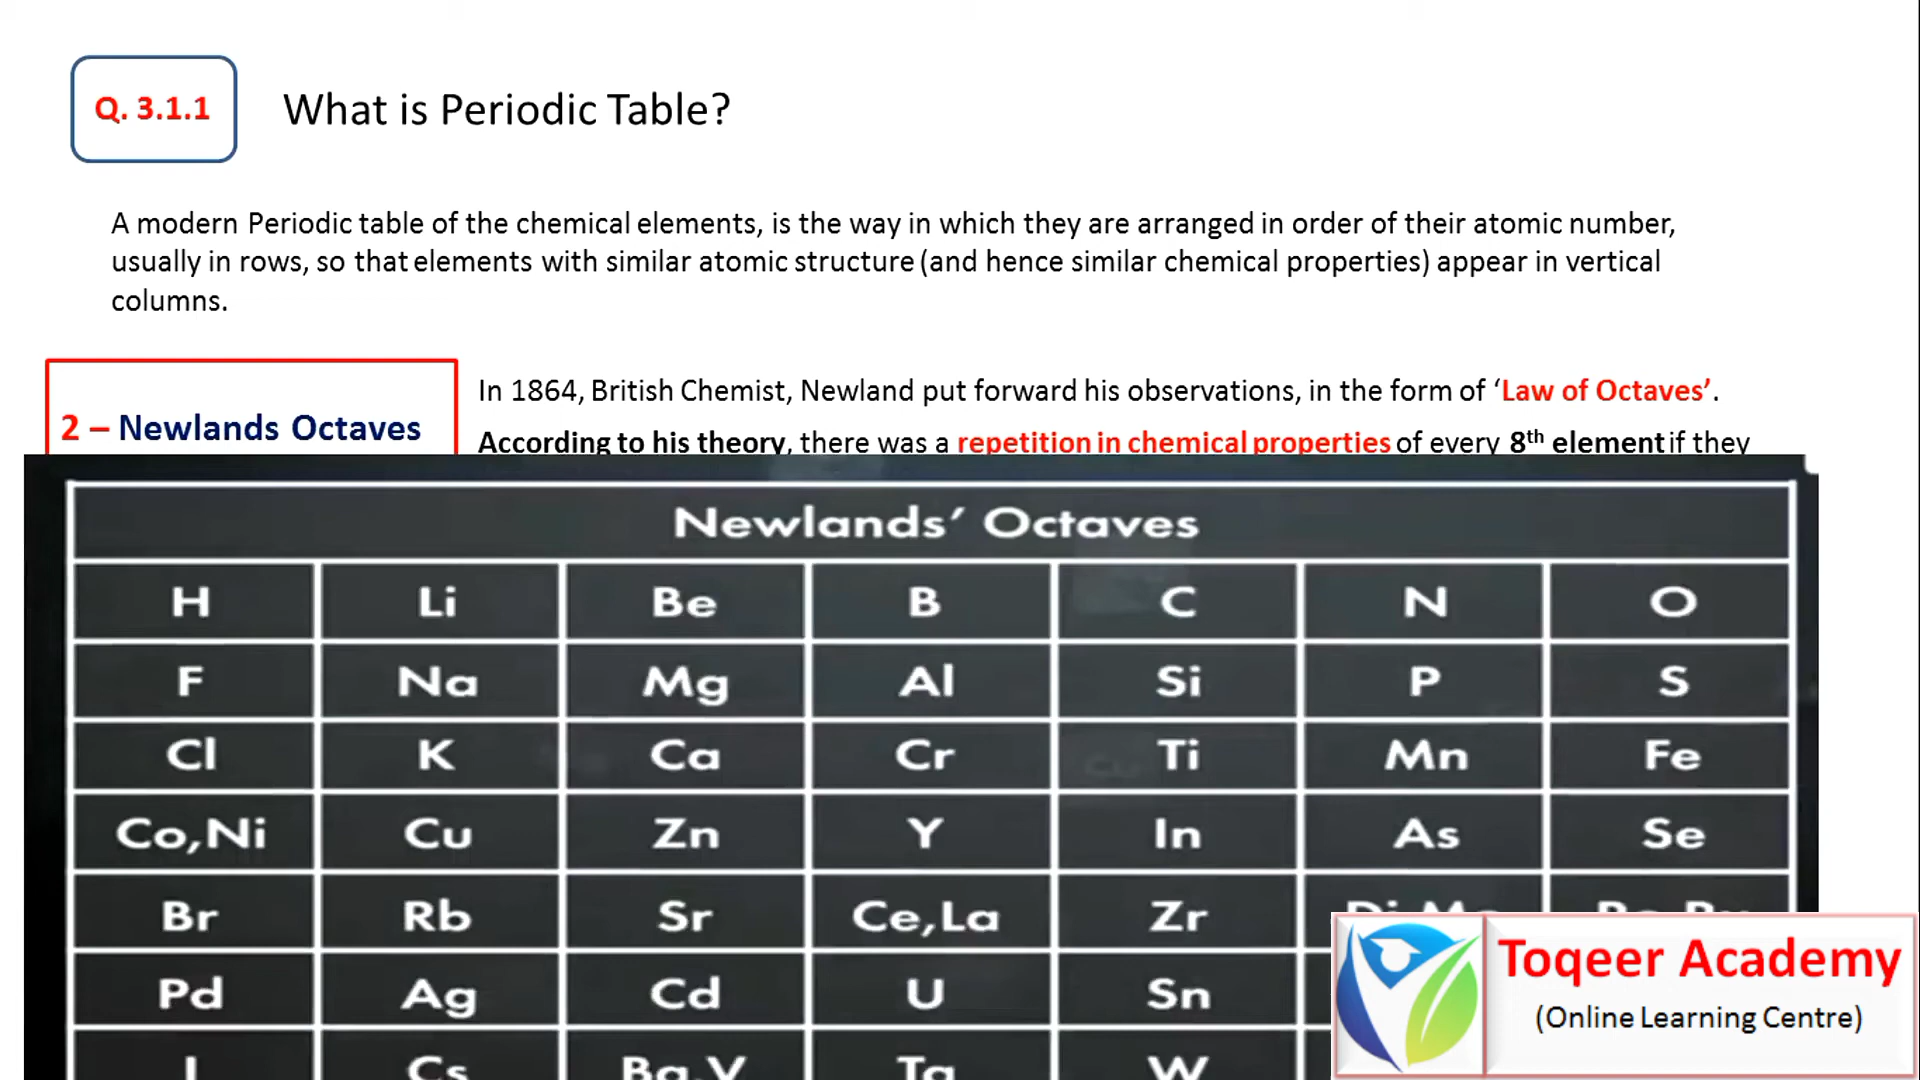 Q. 3.1.1
What is Periodic Table?
A modern Periodic table of the chemical elements, is the way in which they are arranged in order of their atomic number,
usually in rows, so that elements with similar atomic structure (and hence similar chemical properties) appear in vertical
columns.
2 – Newlands Octaves
In 1864, British Chemist, Newland put forward his observations, in the form of ‘Law of Octaves’.
According to his theory, there was a repetition in chemical properties of every 8th element if they
Newlands’ Octaves
H Li Be B C N O
F Na Mg Al Si P S
Cl K Ca Cr Ti Mn Fe
Co,Ni Cu Zn Y In As Se
Br Rb Sr Ce,La Zr
Pd Ag Cd U Sn
Cs Ba,V Ta W
Toqeer Academy
(Online Learning Centre)